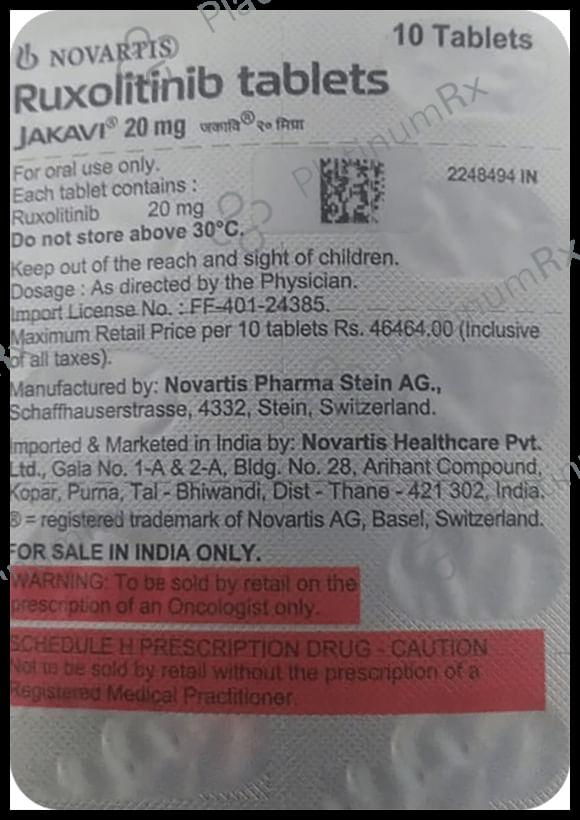 NOVARTIS
10 Tablets
Ruxolitinib tablets
JAKAVI® 20 mg जकावि® २० मिग्रा
For oral use only.
Each tablet contains :
Ruxolitinib 20 mg
Do not store above 30°C.
2248494 IN
Keep out of the reach and sight of children.
Dosage : As directed by the Physician.
Import License No. : FF-401-24385.
Maximum Retail Price per 10 tablets Rs. 46464.00 (Inclusive
of all taxes).
Manufactured by: Novartis Pharma Stein AG.,
Schaffhauserstrasse, 4332, Stein, Switzerland.
Imported & Marketed in India by: Novartis Healthcare Pvt.
Ltd., Gala No. 1-A & 2-A, Bldg. No. 28, Arihant Compound,
Kopar, Purna, Tal - Bhiwandi, Dist - Thane - 421 302, India.
® = registered trademark of Novartis AG, Basel, Switzerland.
FOR SALE IN INDIA ONLY.
WARNING: To be sold by retail on the
prescription of an Oncologist only.
SCHEDULE H PRESCRIPTION DRUG - CAUTION
Not to be sold by retail without the prescription of a
Registered Medical Practitioner.
PlatinumRx